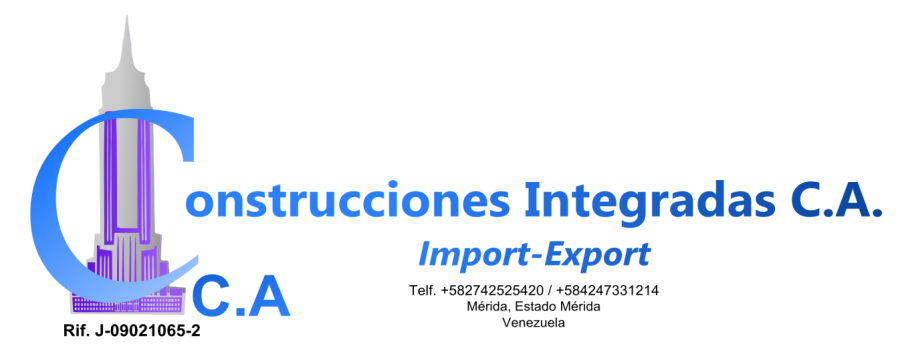 Construcciones Integradas C.A.
Import-Export
C.A
Telf. +582742525420 / +584247331214
Mérida, Estado Mérida
Venezuela
Rif. J-09021065-2